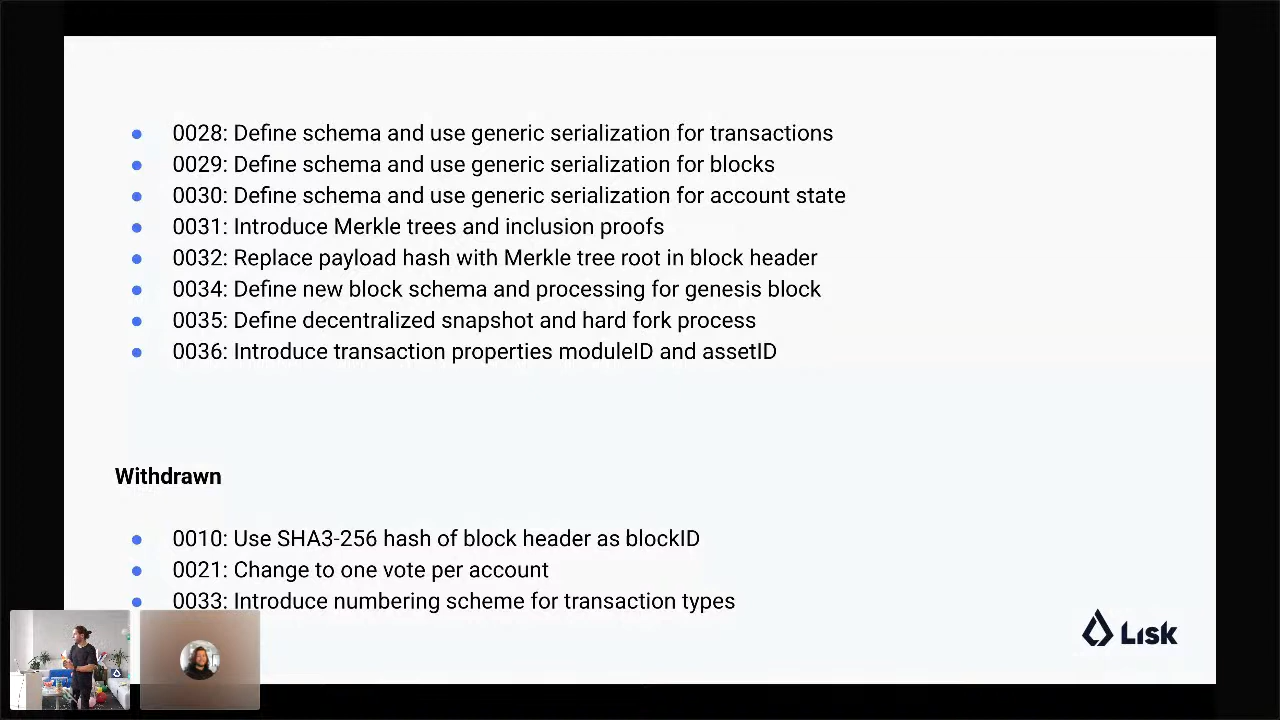 0028: Define schema and use generic serialization for transactions
0029: Define schema and use generic serialization for blocks
0030: Define schema and use generic serialization for account state
0031: Introduce Merkle trees and inclusion proofs
0032: Replace payload hash with Merkle tree root in block header
0034: Define new block schema and processing for genesis block
0035: Define decentralized snapshot and hard fork process
0036: Introduce transaction properties moduleID and assetID
Withdrawn
0010: Use SHA3-256 hash of block header as blockID
0021: Change to one vote per account
0033: Introduce numbering scheme for transaction types
Lisk